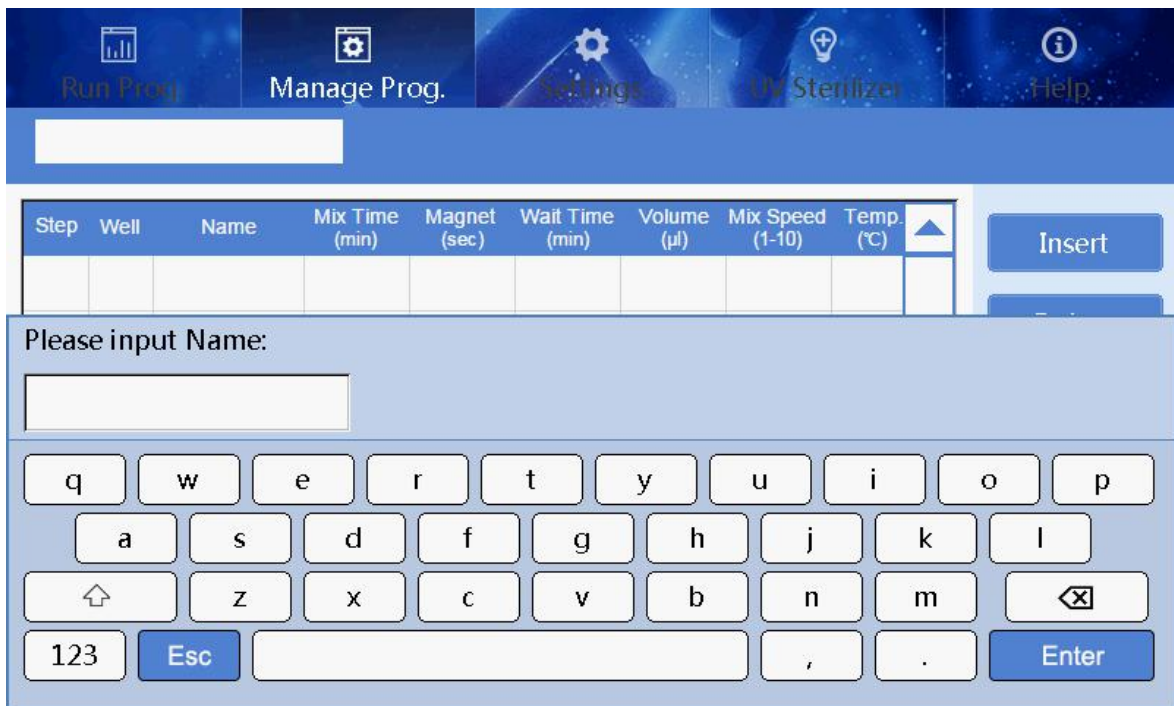 Run Prog.
Manage Prog.
Settings
UV Sterilizer
Help
Step Well Name Mix Time (min) Magnet (sec) Wait Time (min) Volume (μl) Mix Speed (1-10) Temp. (℃)
Insert
Please input Name:
q w e r t y u i o p
a s d f g h j k l
z x c v b n m
123 Esc , . Enter